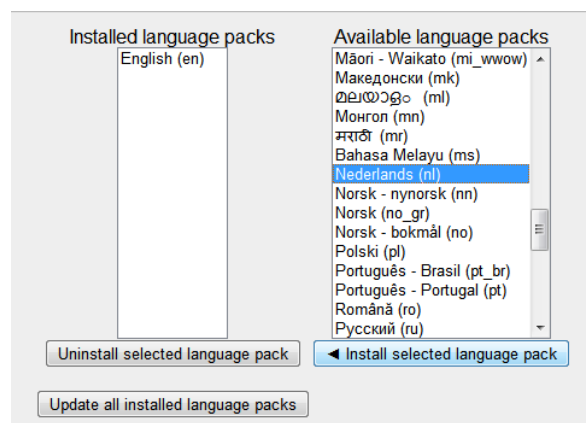 Installed language packs
English (en)
Uninstall selected language pack
Update all installed language packs
Available language packs
Māori - Waikato (mi_wwow)
Македонски (mk)
മലയാളം (ml)
Монгол (mn)
मराठी (mr)
Bahasa Melayu (ms)
Nederlands (nl)
Norsk - nynorsk (nn)
Norsk (no_gr)
Norsk - bokmål (no)
Polski (pl)
Português - Brasil (pt_br)
Português - Portugal (pt)
Română (ro)
Русский (ru)
◄ Install selected language pack